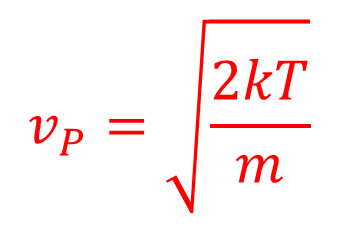 v_P = √(2kT/m)